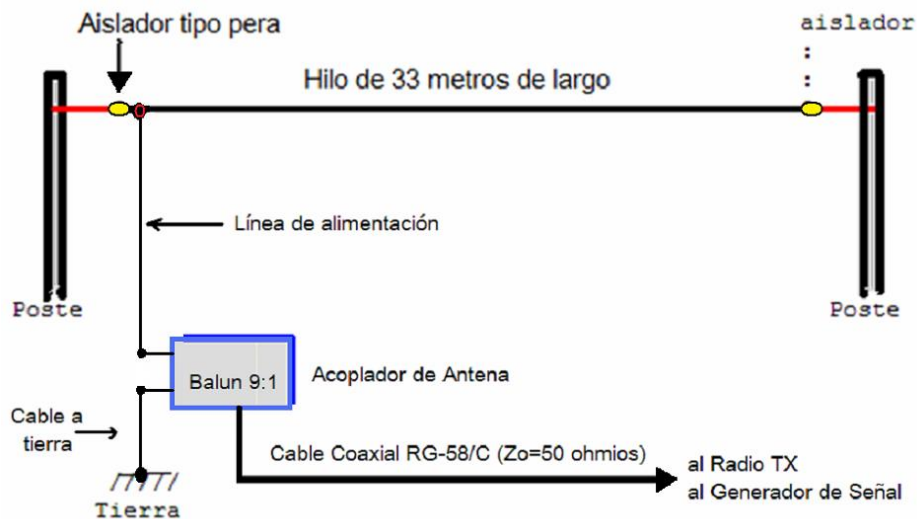 Aislador tipo pera
aislador
Hilo de 33 metros de largo
Línea de alimentación
Poste
Poste
Balun 9:1
Acoplador de Antena
Cable a
tierra
Cable Coaxial RG-58/C (Zo=50 ohmios)
al Radio TX
al Generador de Señal
Tierra